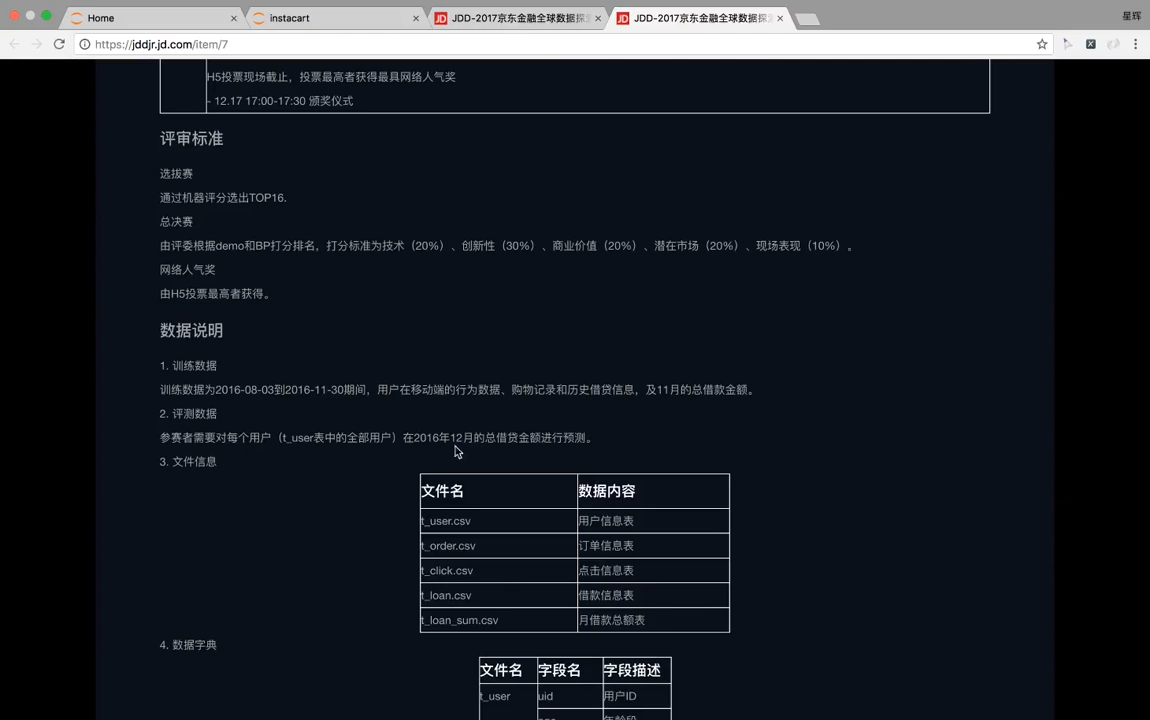 Home
instacart
JDD-2017京东金融全球数据探
JDD-2017京东金融全球数据探
星辉
https://jddjr.jd.com/item/7
H5投票现场截止，投票最高者获得最具网络人气奖
- 12.17 17:00-17:30 颁奖仪式
评审标准
选拔赛
通过机器评分选出TOP16.
总决赛
由评委根据demo和BP打分排名，打分标准为技术（20%）、创新性（30%）、商业价值（20%）、潜在市场（20%）、现场表现（10%）。
网络人气奖
由H5投票最高者获得。
数据说明
1. 训练数据
训练数据为2016-08-03到2016-11-30期间，用户在移动端的行为数据、购物记录和历史借贷信息，及11月的总借款金额。
2. 评测数据
参赛者需要对每个用户（t_user表中的全部用户）在2016年12月的总借贷金额进行预测。
3. 文件信息
文件名 数据内容
t_user.csv 用户信息表
t_order.csv 订单信息表
t_click.csv 点击信息表
t_loan.csv 借款信息表
t_loan_sum.csv 月借款总额表
4. 数据字典
文件名 字段名 字段描述
t_user uid 用户ID